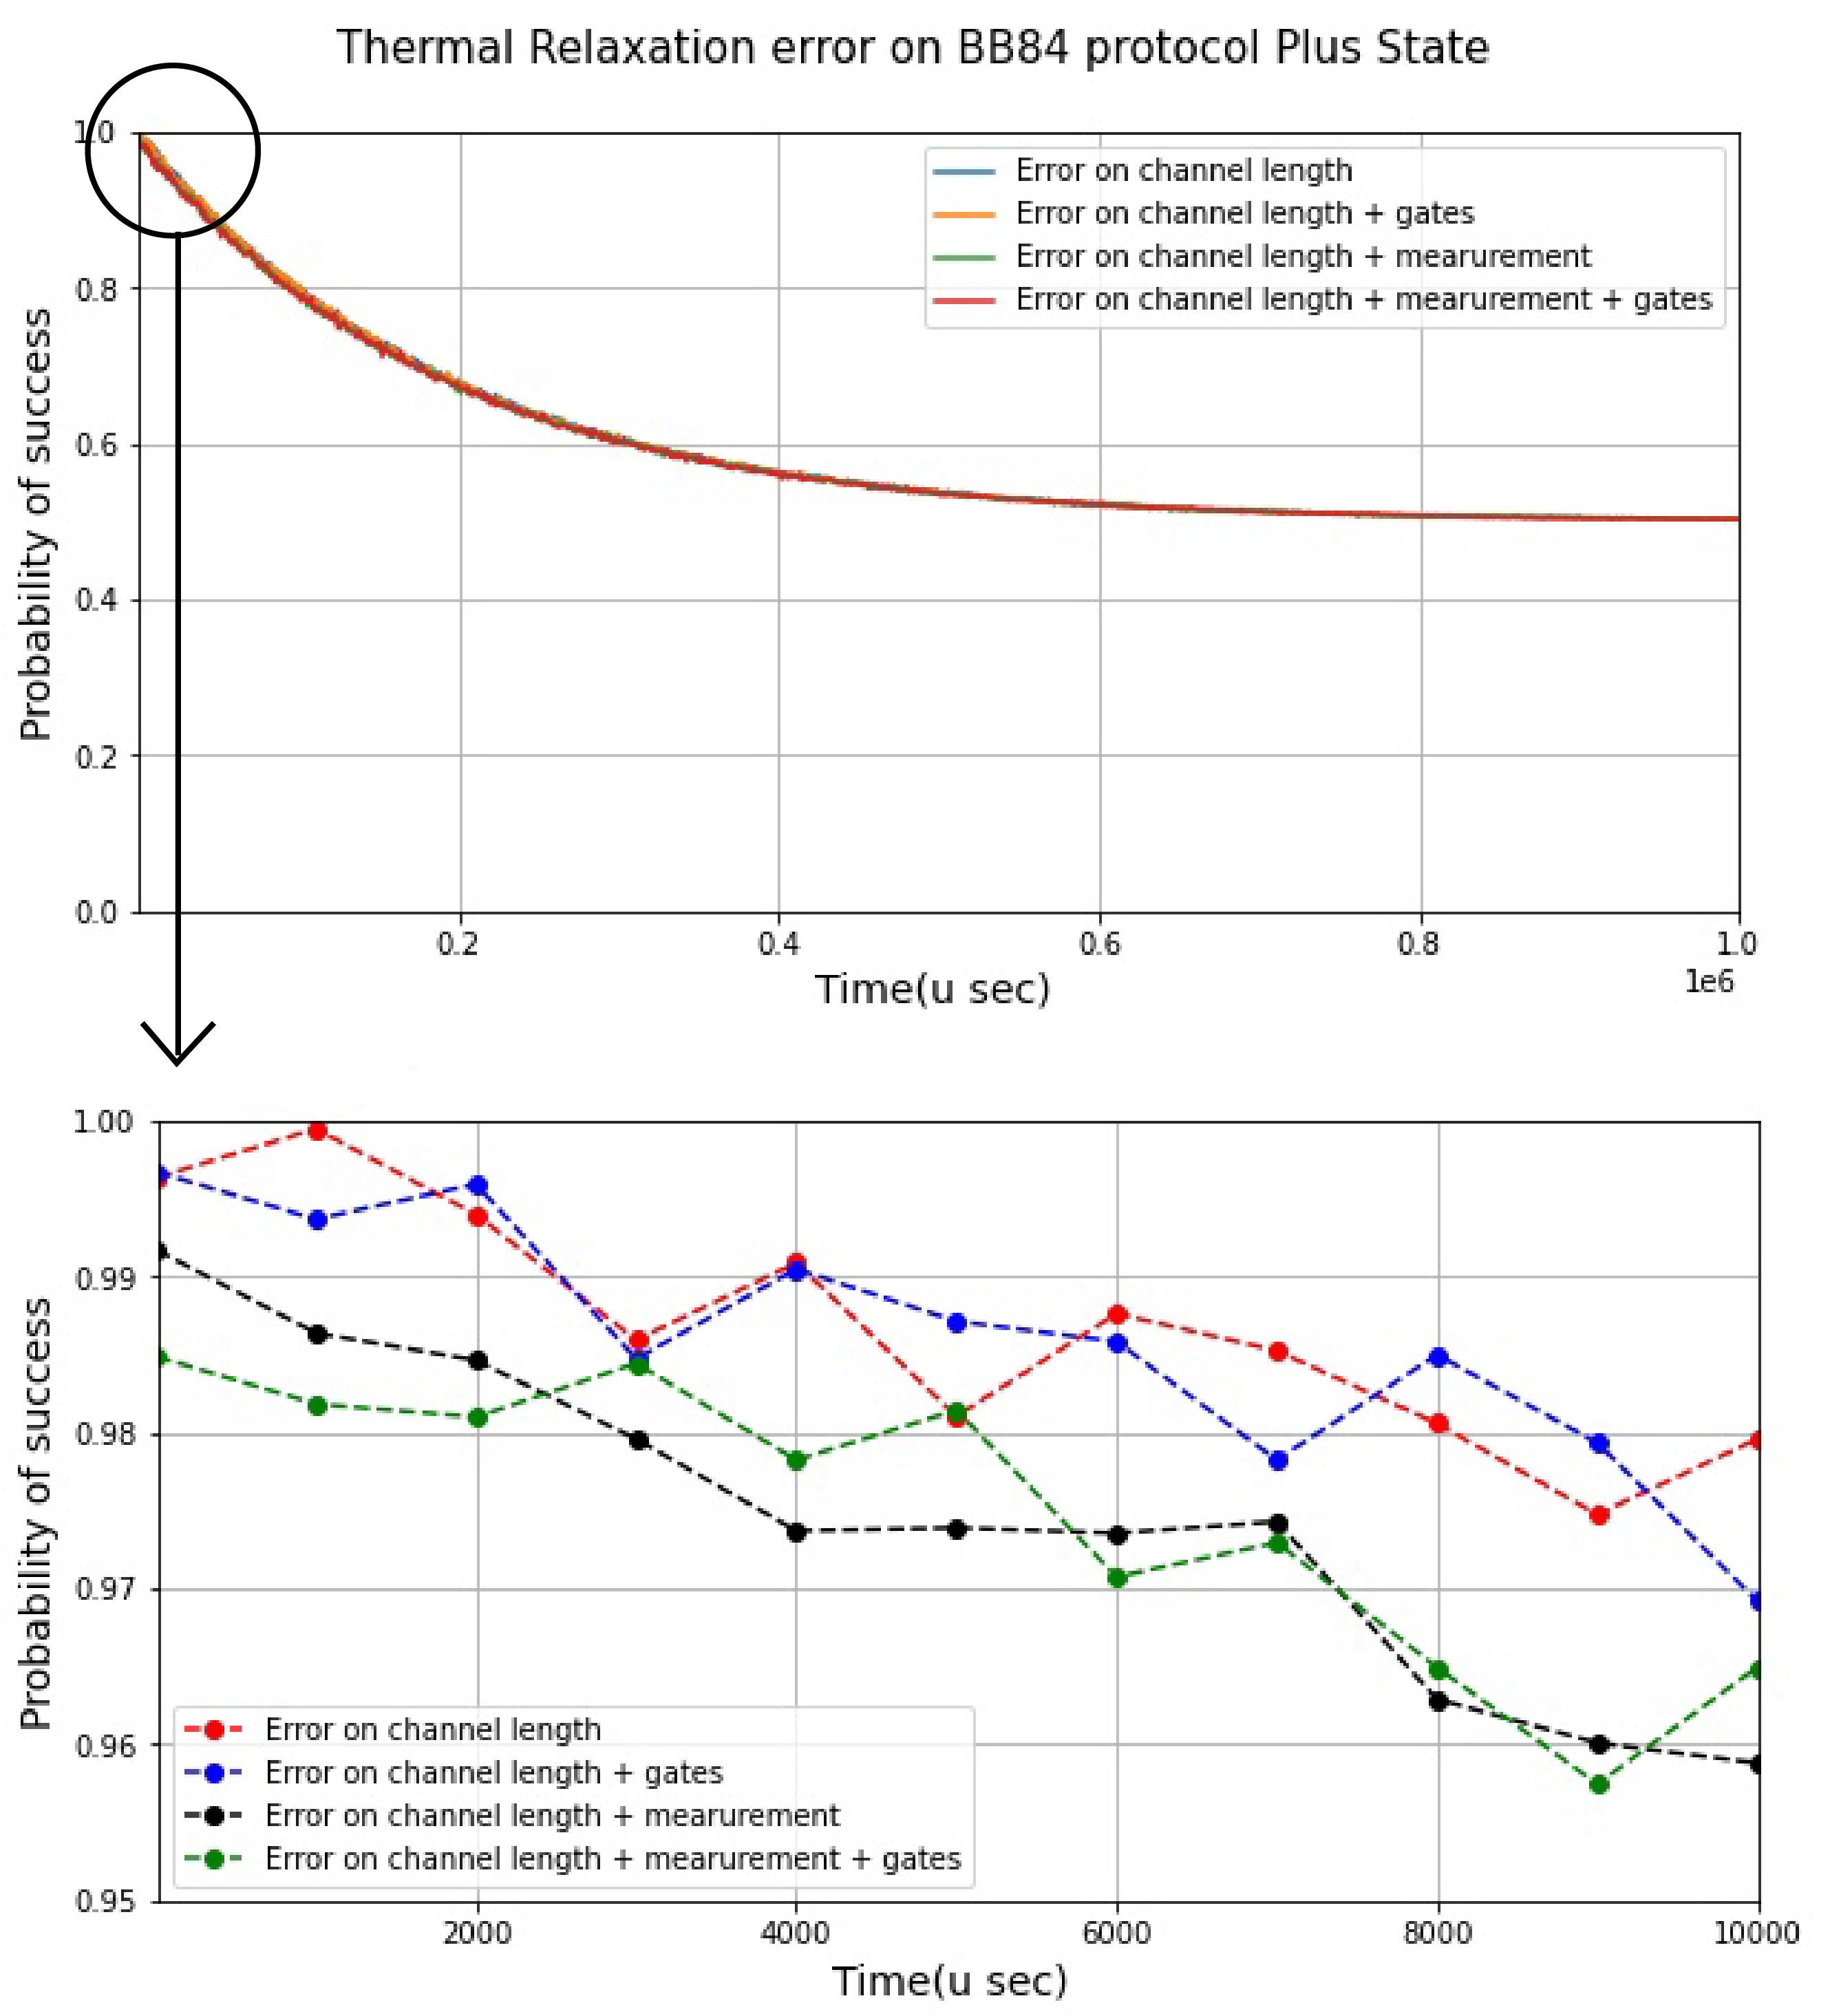 Thermal Relaxation error on BB84 protocol Plus State
1.0
0.8
0.6
0.4
0.2
0.0
Probability of success
Error on channel length
Error on channel length + gates
Error on channel length + mearurement
Error on channel length + mearurement + gates
0.2 0.4 0.6 0.8 1.0
1e6
Time(u sec)
1.00
0.99
0.98
0.97
0.96
0.95
Probability of success
Error on channel length
Error on channel length + gates
Error on channel length + mearurement
Error on channel length + mearurement + gates
2000 4000 6000 8000 10000
Time(u sec)